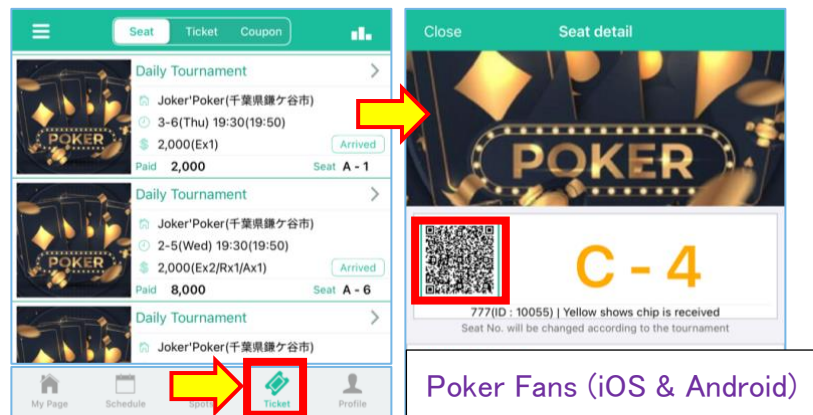 Seat Ticket Coupon
Daily Tournament
Joker'Poker(千葉県鎌ケ谷市)
3-6(Thu) 19:30(19:50)
2,000(Ex1) Arrived
Paid 2,000 Seat A - 1
POKER
Daily Tournament
Joker'Poker(千葉県鎌ケ谷市)
2-5(Wed) 19:30(19:50)
2,000(Ex2/Rx1/Ax1) Arrived
Paid 8,000 Seat A - 6
POKER
Daily Tournament
Joker'Poker(千葉県鎌ケ谷市)
My Page Schedule Spots Ticket Profile
Close Seat detail
POKER
C - 4
777(ID : 10055) | Yellow shows chip is received
Seat No. will be changed according to the tournament
Poker Fans (iOS & Android)